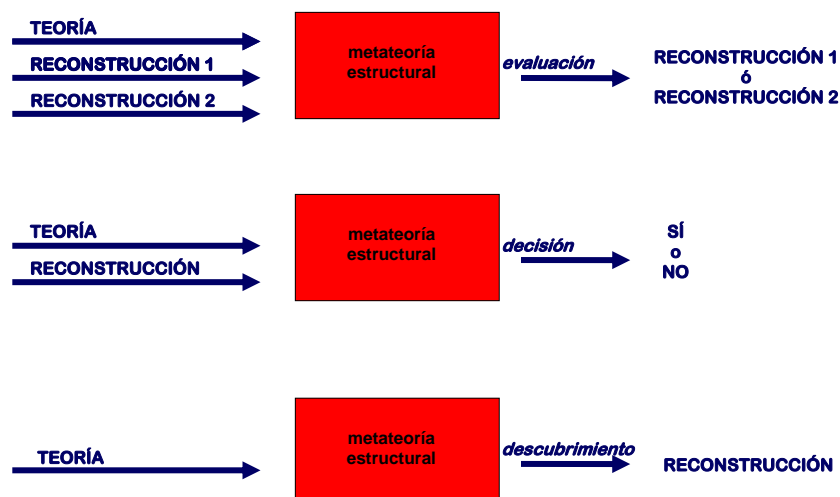 TEORÍA
RECONSTRUCCIÓN 1
RECONSTRUCCIÓN 2
metateoría
estructural
evaluación
RECONSTRUCCIÓN 1
ó
RECONSTRUCCIÓN 2
TEORÍA
RECONSTRUCCIÓN
metateoría
estructural
decisión
SÍ
o
NO
TEORÍA
metateoría
estructural
descubrimiento
RECONSTRUCCIÓN